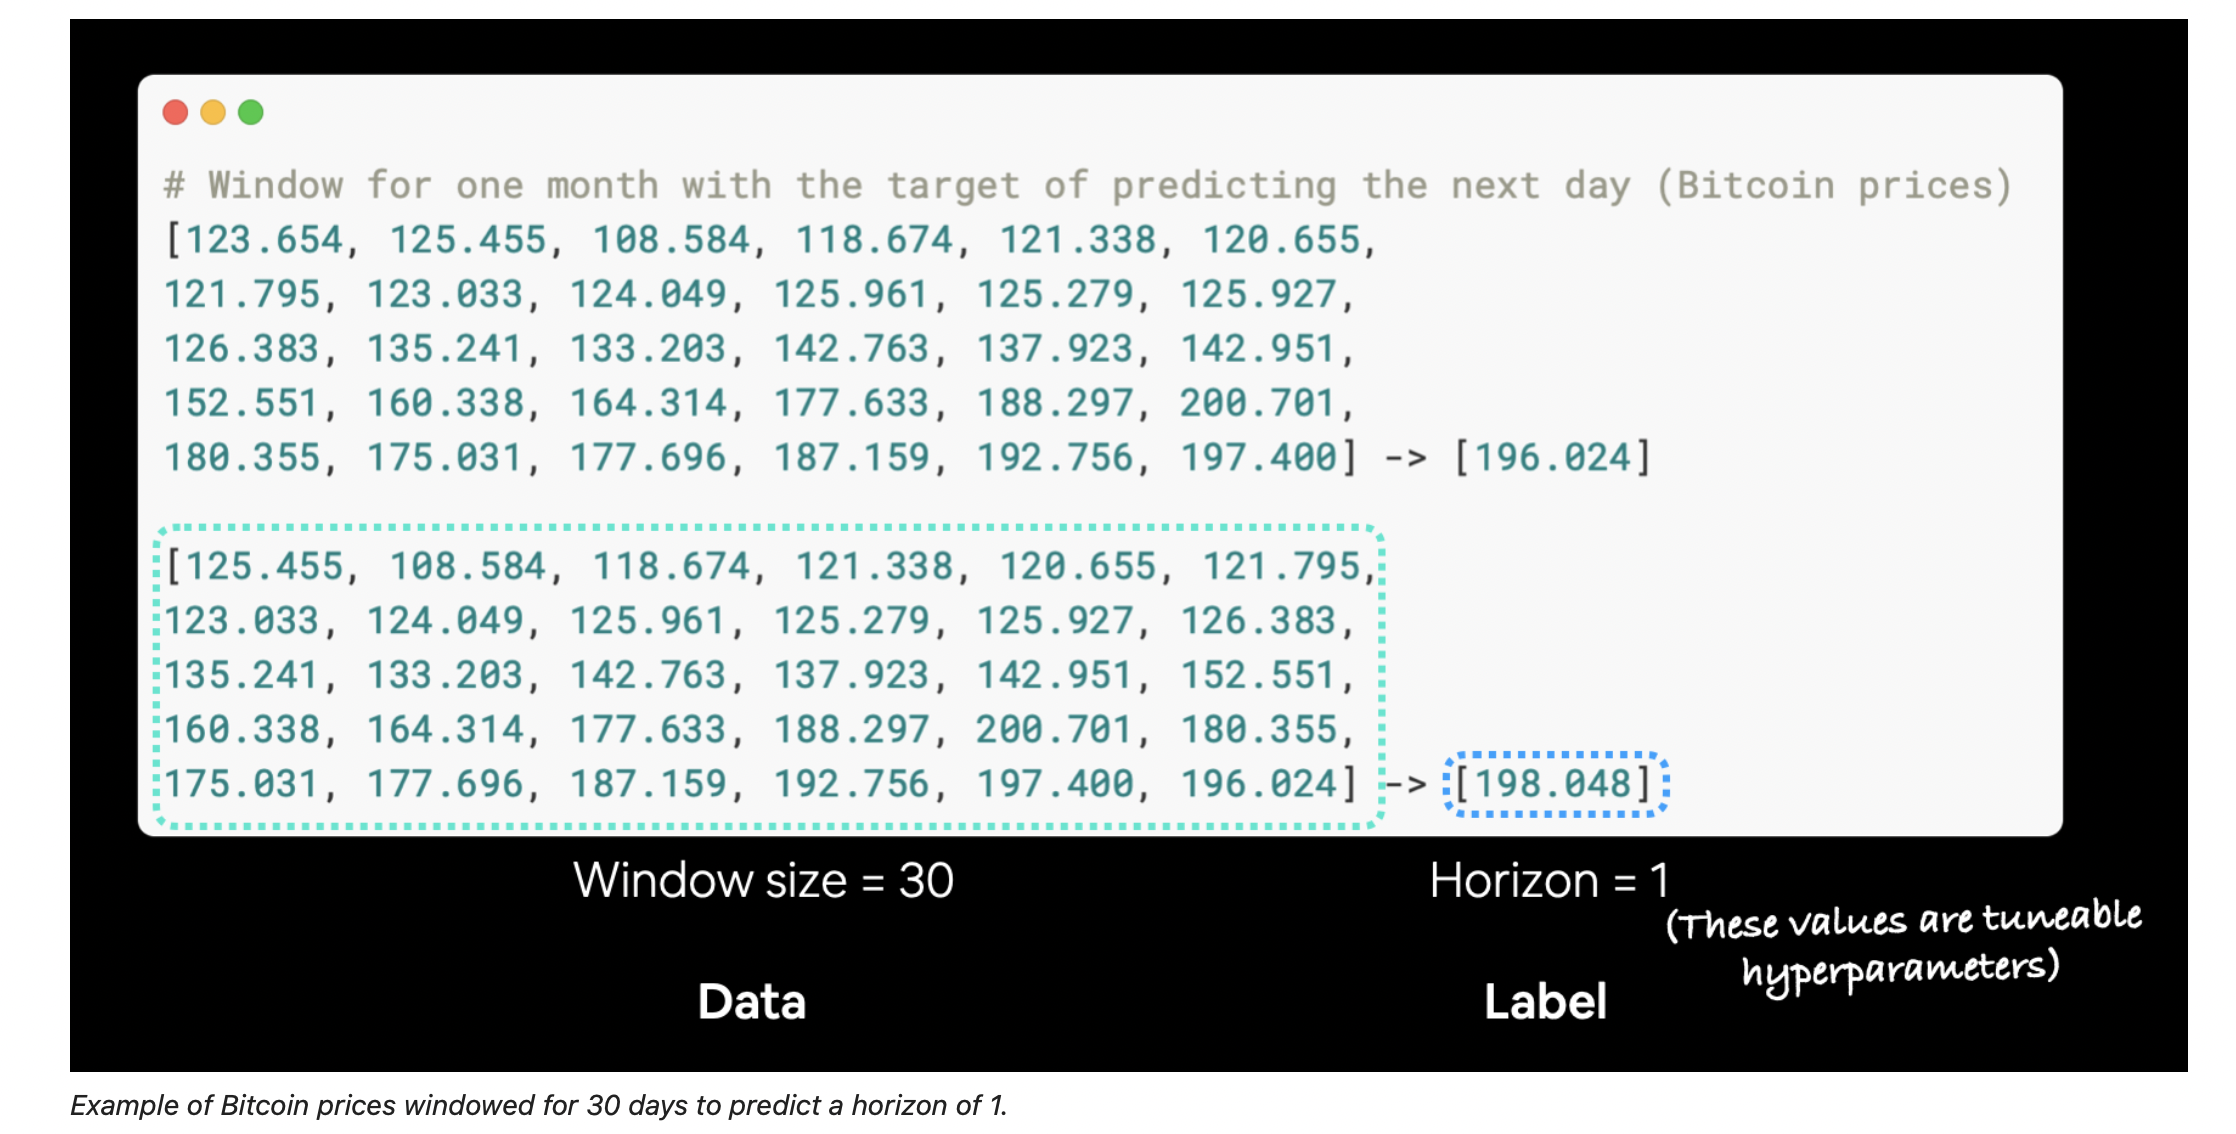 # Window for one month with the target of predicting the next day (Bitcoin prices)
[123.654, 125.455, 108.584, 118.674, 121.338, 120.655,
121.795, 123.033, 124.049, 125.961, 125.279, 125.927,
126.383, 135.241, 133.203, 142.763, 137.923, 142.951,
152.551, 160.338, 164.314, 177.633, 188.297, 200.701,
180.355, 175.031, 177.696, 187.159, 192.756, 197.400] -> [196.024]
[125.455, 108.584, 118.674, 121.338, 120.655, 121.795,
123.033, 124.049, 125.961, 125.279, 125.927, 126.383,
135.241, 133.203, 142.763, 137.923, 142.951, 152.551,
160.338, 164.314, 177.633, 188.297, 200.701, 180.355,
175.031, 177.696, 187.159, 192.756, 197.400, 196.024] -> [198.048]
Window size = 30
Horizon = 1
(These values are tuneable
hyperparameters)
Data
Label
Example of Bitcoin prices windowed for 30 days to predict a horizon of 1.